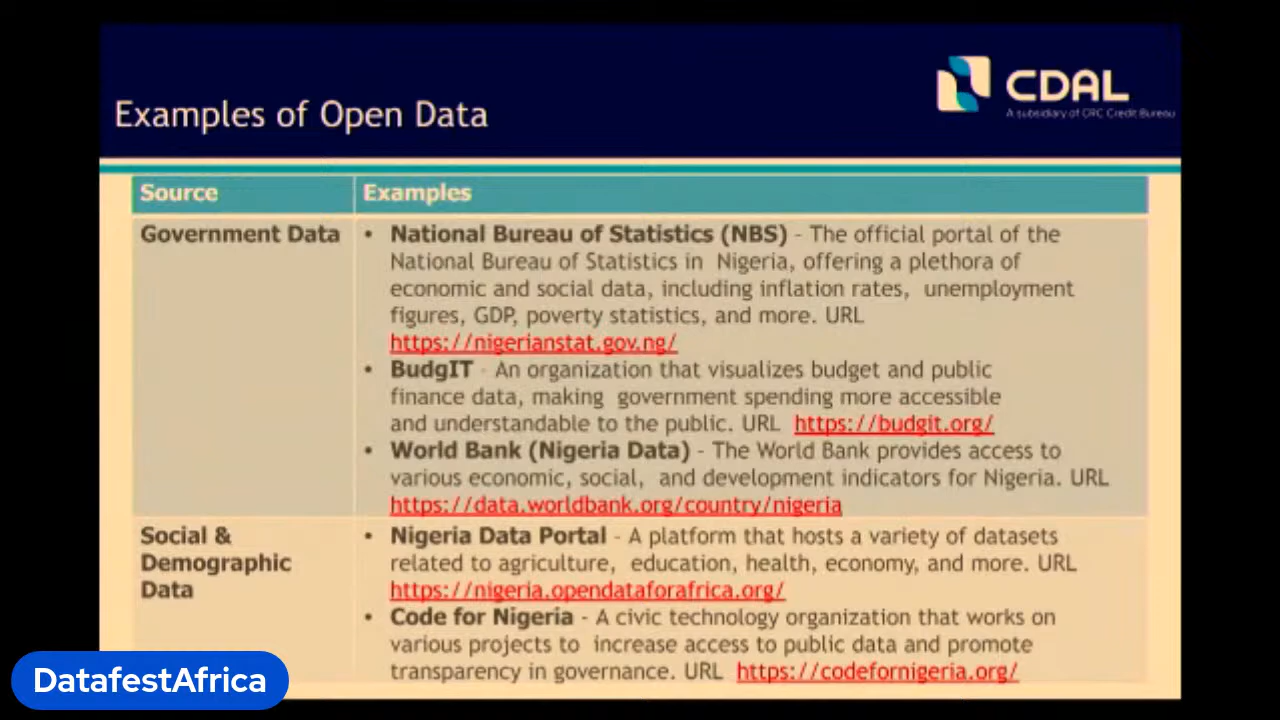 CDAL
A subsidiary of CRC Credit Bureau
Examples of Open Data
Source
Examples
Government Data
• National Bureau of Statistics (NBS) – The official portal of the
National Bureau of Statistics in Nigeria, offering a plethora of
economic and social data, including inflation rates, unemployment
figures, GDP, poverty statistics, and more. URL
https://nigerianstat.gov.ng/
• BudgIT - An organization that visualizes budget and public
finance data, making government spending more accessible
and understandable to the public. URL https://budgit.org/
• World Bank (Nigeria Data) – The World Bank provides access to
various economic, social, and development indicators for Nigeria. URL
https://data.worldbank.org/country/nigeria
Social &
Demographic
Data
• Nigeria Data Portal – A platform that hosts a variety of datasets
related to agriculture, education, health, economy, and more. URL
https://nigeria.opendataforafrica.org/
• Code for Nigeria - A civic technology organization that works on
various projects to increase access to public data and promote
transparency in governance. URL https://codefornigeria.org/
DatafestAfrica